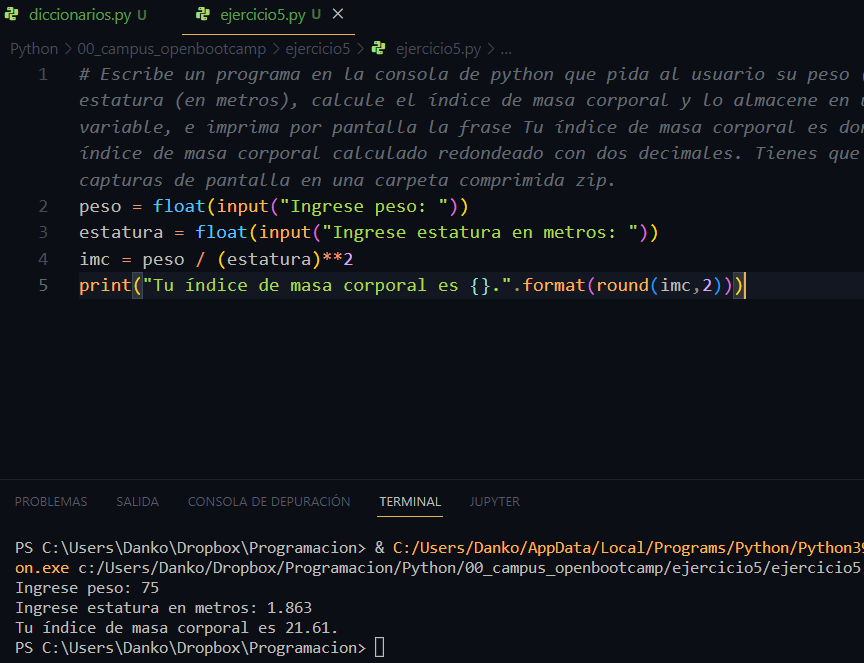 diccionarios.py U
ejercicio5.py U
Python > 00_campus_openbootcamp > ejercicio5 > ejercicio5.py > ...
1 # Escribe un programa en la consola de python que pida al usuario su peso (
estatura (en metros), calcule el índice de masa corporal y lo almacene en
variable, e imprima por pantalla la frase Tu índice de masa corporal es
índice de masa corporal calculado redondeado con dos decimales. Tienes que
capturas de pantalla en una carpeta comprimida zip.
2 peso = float(input("Ingrese peso: "))
3 estatura = float(input("Ingrese estatura en metros: "))
4 imc = peso / (estatura)**2
5 print("Tu índice de masa corporal es {}.".format(round(imc,2)))
PROBLEMAS SALIDA CONSOLA DE DEPURACIÓN TERMINAL JUPYTER
PS C:\Users\Danko\Dropbox\Programacion> & C:/Users/Danko/AppData/Local/Programs/Python/Python39
on.exe c:/Users/Danko/Dropbox/Programacion/Python/00_campus_openbootcamp/ejercicio5/ejercicio5
Ingrese peso: 75
Ingrese estatura en metros: 1.863
Tu índice de masa corporal es 21.61.
PS C:\Users\Danko\Dropbox\Programacion>